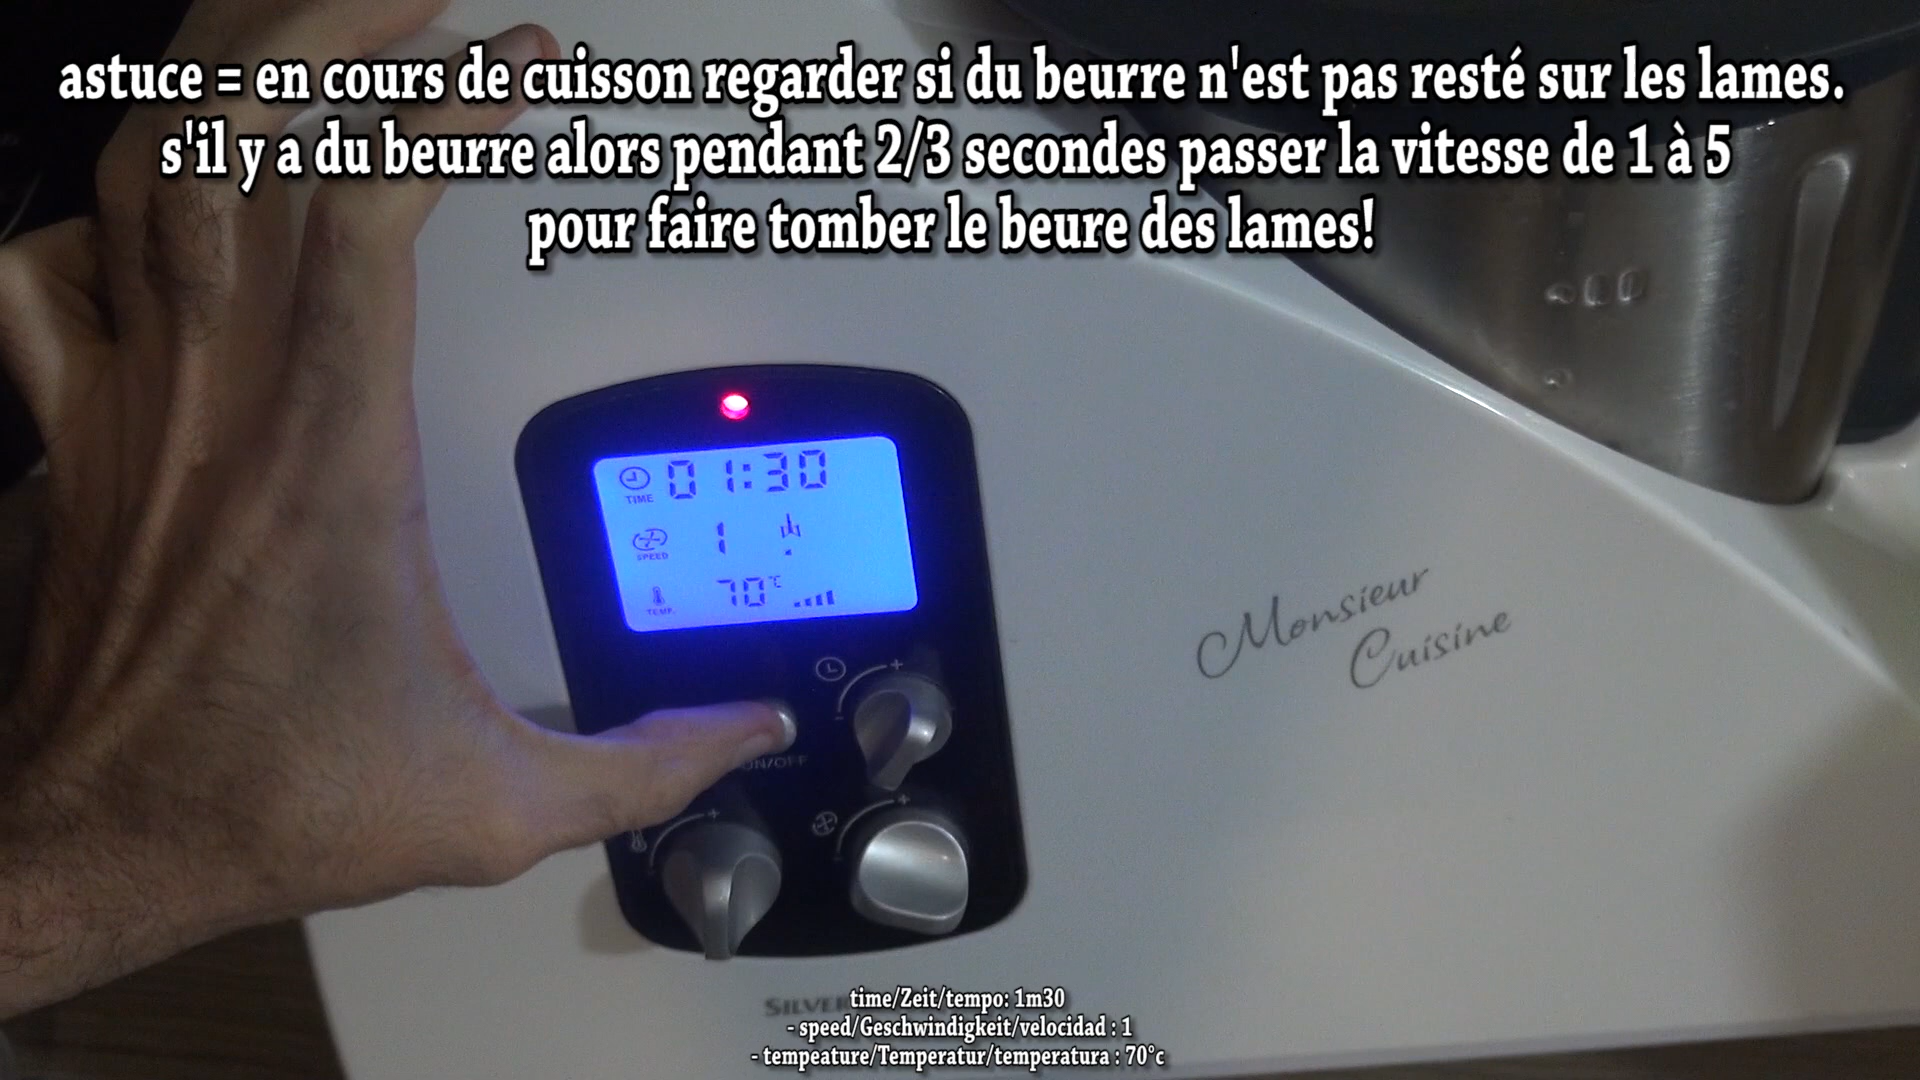 astuce = en cours de cuisson regarder si du beurre n'est pas resté sur les lames.
s'il y a du beurre alors pendant 2/3 secondes passer la vitesse de 1 à 5
pour faire tomber le beure des lames!
TIME 01:30
SPEED 1
TEMP. 70°C
ON/OFF
Monsieur
Cuisine
time/Zeit/tempo: 1m30
- speed/Geschwindigkeit/velocidad : 1
- tempeature/Temperatur/temperatura : 70°c